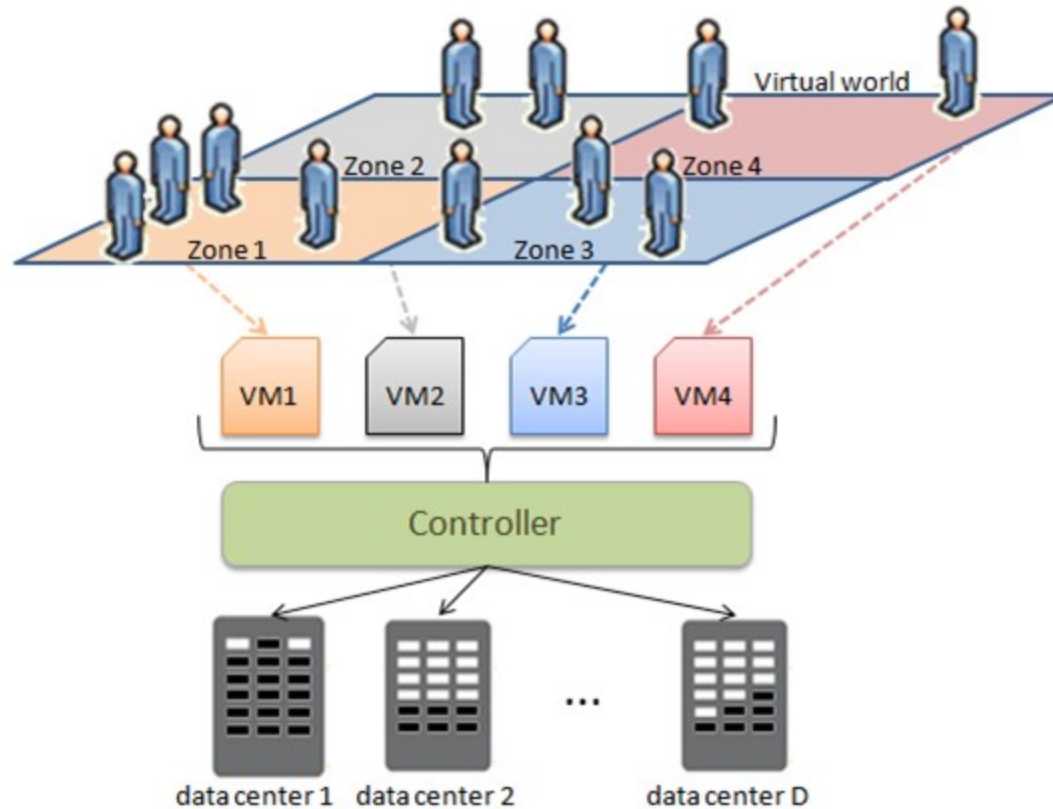 Virtual world
Zone 2
Zone 4
Zone 1
Zone 3
VM1
VM2
VM3
VM4
Controller
...
data center 1
data center 2
data center D